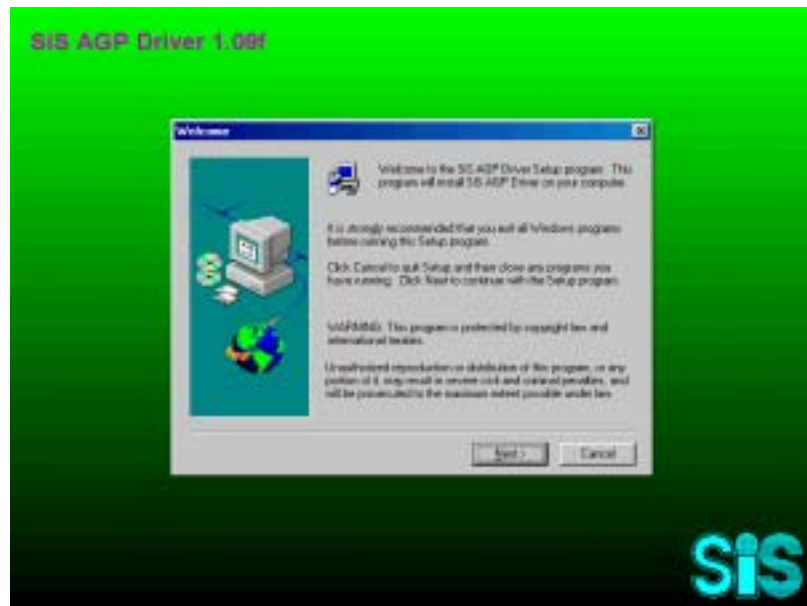 SiS AGP Driver 1.09f
Welcome
Welcome to the SiS AGP Driver Setup program. This
program will install SiS AGP Driver on your computer.
It is strongly recommended that you exit all Windows programs
before running this Setup program.
Click Cancel to quit Setup and then close any programs you
have running. Click Next to continue with the Setup program.
WARNING: This program is protected by copyright law and
international treaties.
Unauthorized reproduction or distribution of this program, or any
portion of it, may result in severe civil and criminal penalties, and
will be prosecuted to the maximum extent possible under law.
Next >
Cancel
SiS